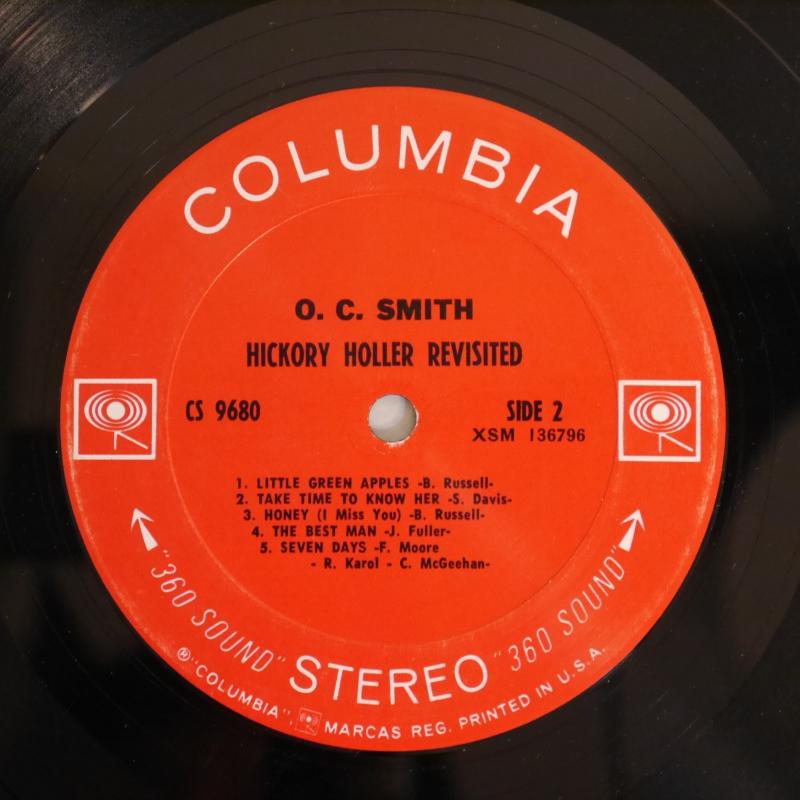 COLUMBIA
O. C. SMITH
HICKORY HOLLER REVISITED
CS 9680
SIDE 2
XSM 136796
1. LITTLE GREEN APPLES -B. Russell-
2. TAKE TIME TO KNOW HER -S. Davis-
3. HONEY (I Miss You) -B. Russell-
4. THE BEST MAN -J. Fuller-
5. SEVEN DAYS -F. Moore
- R. Karol - C. McGeehan-
"360 SOUND" STEREO "360 SOUND"
® "COLUMBIA", MARCAS REG. PRINTED IN U.S.A.